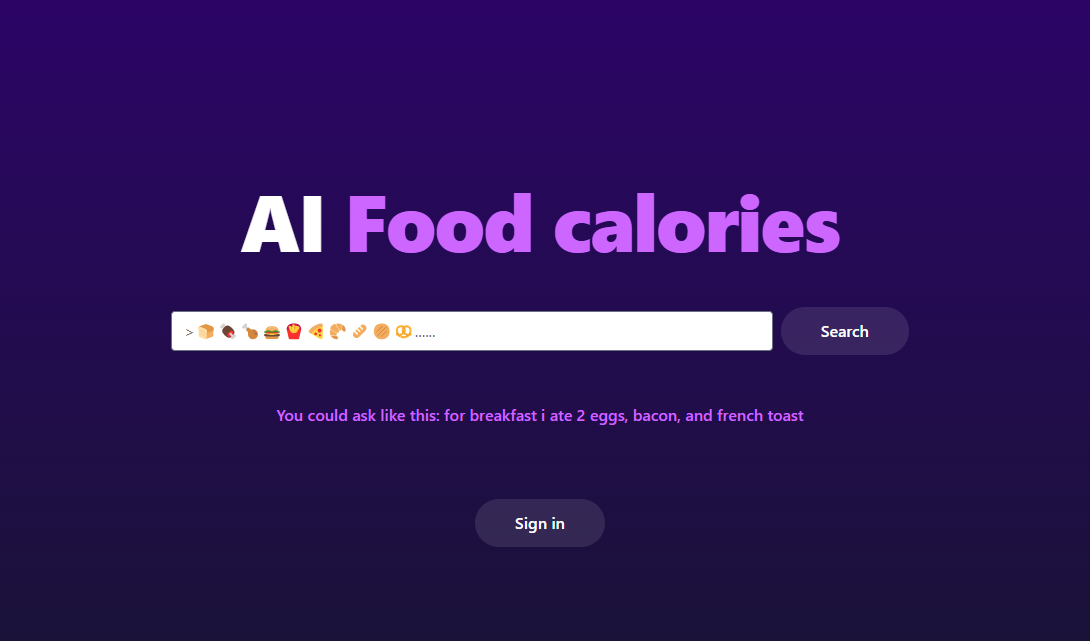 AI Food calories
> 🍞 🍖 🍗 🍔 🍟 🍕 🥐 🥖 🫓 🥨 ......
Search
You could ask like this: for breakfast i ate 2 eggs, bacon, and french toast
Sign in